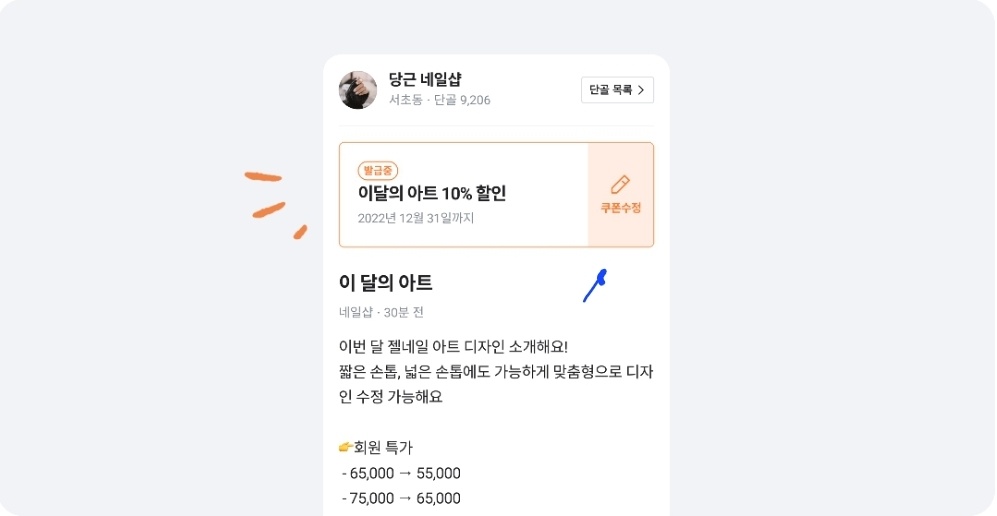 당근 네일샵
서초동 · 단골 9,206
단골 목록 >
발급중
이달의 아트 10% 할인
2022년 12월 31일까지
쿠폰수정
이 달의 아트
네일샵 · 30분 전
이번 달 젤네일 아트 디자인 소개해요!
짧은 손톱, 넓은 손톱에도 가능하게 맞춤형으로 디자
인 수정 가능해요
👉회원 특가
- 65,000 → 55,000
- 75,000 → 65,000